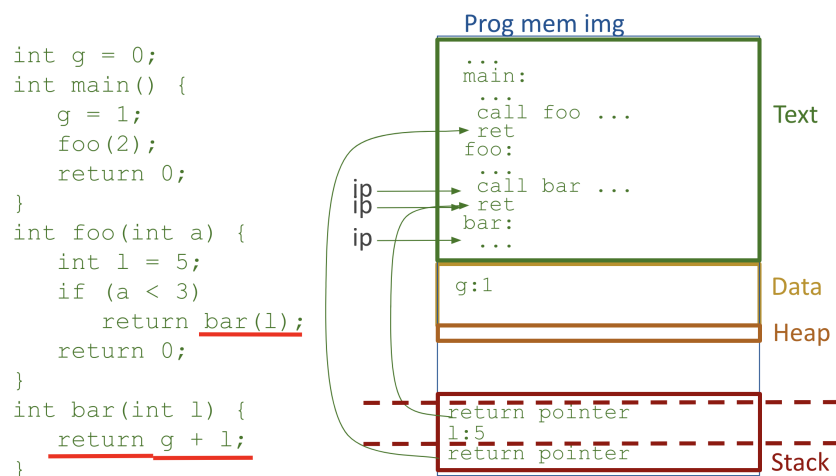 int g = 0;
int main() {
g = 1;
foo(2);
return 0;
}
int foo(int a) {
int l = 5;
if (a < 3)
return bar(l);
return 0;
}
int bar(int l) {
return g + l;
}
Prog mem img
...
main:
...
call foo ...
ret
foo:
...
call bar ...
ret
bar:
...
ip
ip
ip
Text
g:1
Data
Heap
return pointer
l:5
return pointer
Stack